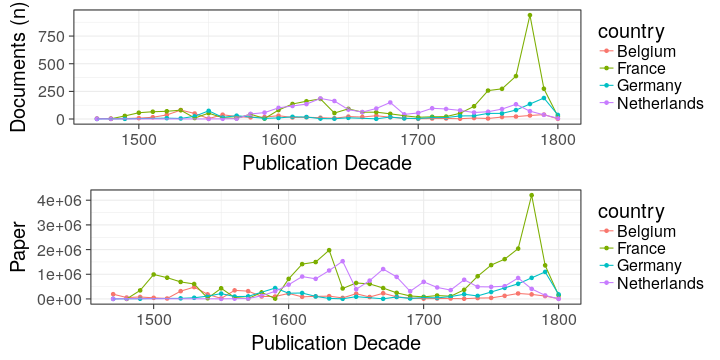 Documents (n)
750
500
250
0
1500
1600
1700
1800
Publication Decade
country
Belgium
France
Germany
Netherlands
Paper
4e+06
3e+06
2e+06
1e+06
0e+00
1500
1600
1700
1800
Publication Decade
country
Belgium
France
Germany
Netherlands